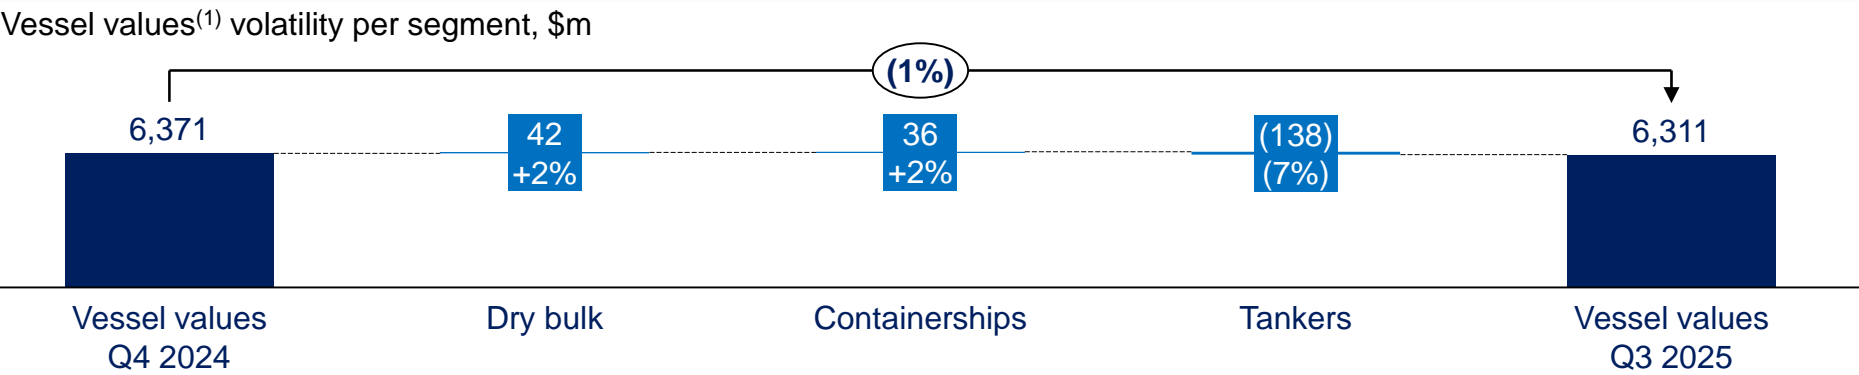 Vessel values(1) volatility per segment, $m
(1%)
6,371
42
+2%
36
+2%
(138)
(7%)
6,311
Vessel values
Q4 2024
Dry bulk
Containerships
Tankers
Vessel values
Q3 2025